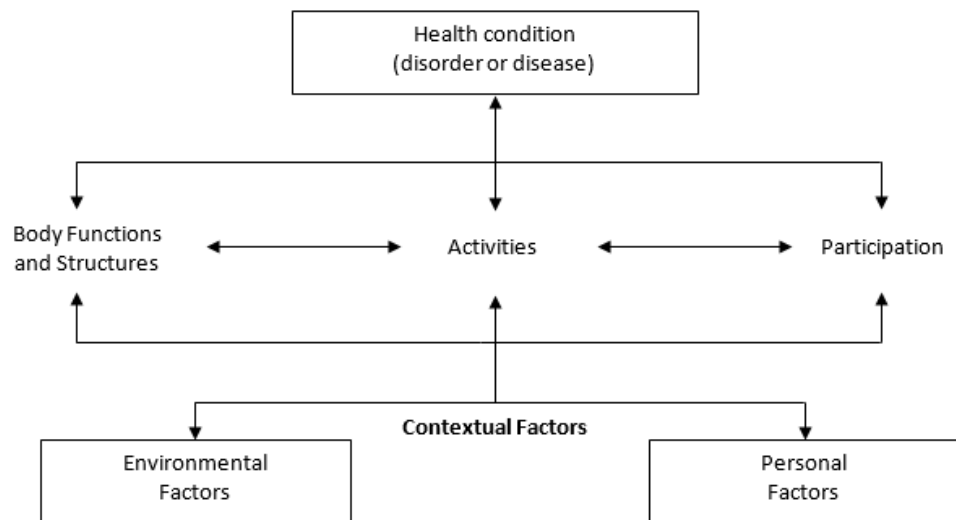 Health condition
(disorder or disease)
Body Functions
and Structures
Activities
Participation
Contextual Factors
Environmental
Factors
Personal
Factors